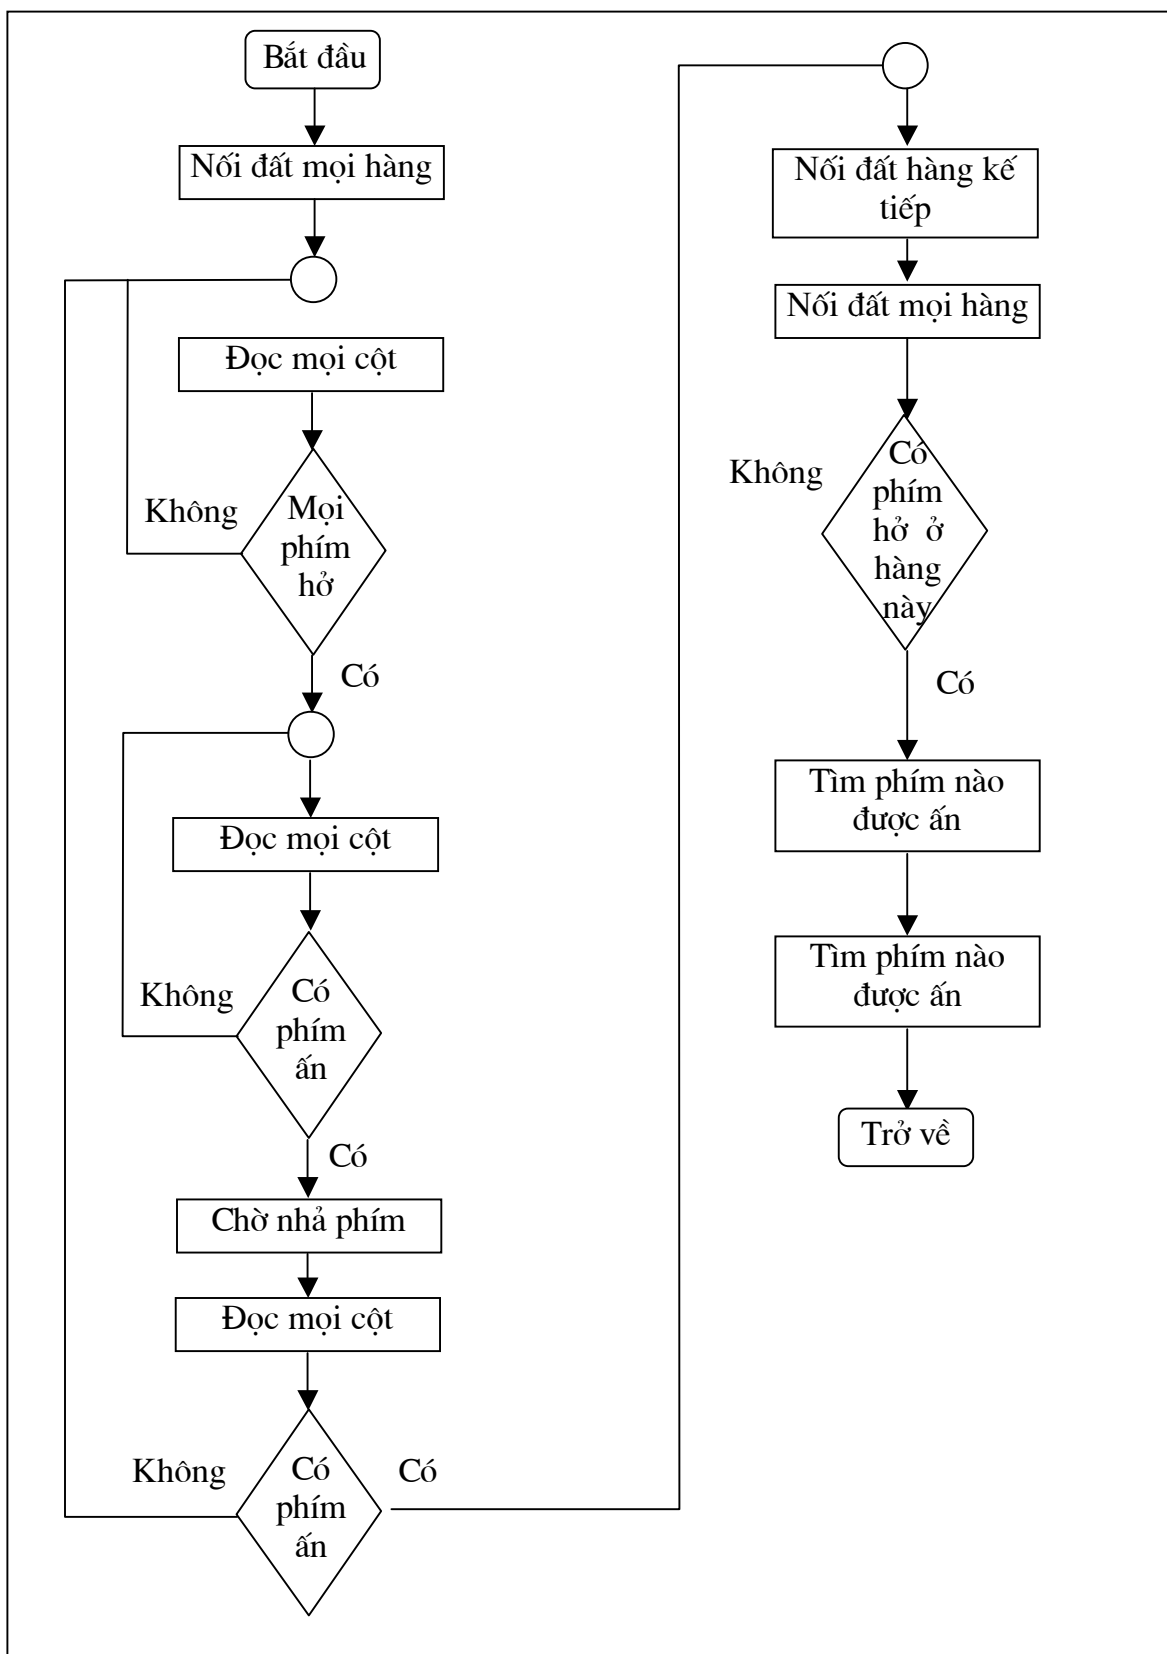 Bắt đầu
Nối đất mọi hàng
Đọc mọi cột
Không
Mọi
phím
hở
Có
Đọc mọi cột
Không
Có
phím
ấn
Có
Chờ nhả phím
Đọc mọi cột
Không
Có
phím
ấn
Có
Nối đất hàng kế
tiếp
Nối đất mọi hàng
Không
Có
phím
hở ở
hàng
này
Có
Tìm phím nào
được ấn
Tìm phím nào
được ấn
Trở về